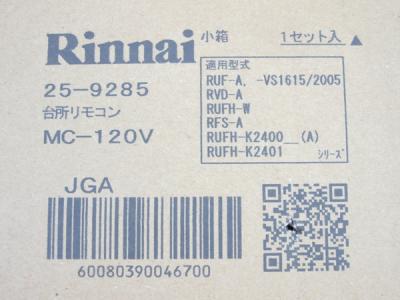 Rinnai 小箱 1セット入▲
25-9285
台所リモコン
MC-120V
適用型式
RUF-A, -VS1615/2005
RVD-A
RUFH-W
RFS-A
RUFH-K2400__(A)
RUFH-K2401 シリーズ
JGA
60080390046700